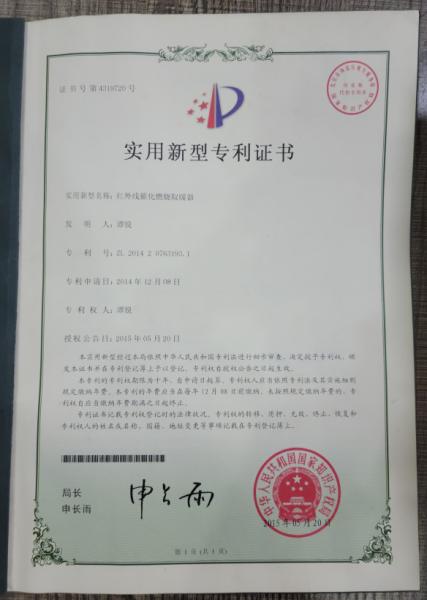 证书号第4319720号
实用新型专利证书
实用新型名称：红外线催化燃烧取暖器
发明人：谭锐
专利号：ZL 2014 2 0763193.1
专利申请日：2014年12月08日
专利权人：谭锐
授权公告日：2015年05月20日
本实用新型经过本局依照中华人民共和国专利法进行初步审查，决定授予专利权，颁
发本证书并在专利登记簿上予以登记。专利权自授权公告之日起生效。
本专利的专利权期限为十年，自申请日起算。专利权人应当依照专利法及其实施细则
规定缴纳年费。本专利的年费应当在每年12月08日前缴纳。未按照规定缴纳年费的，专
利权自应当缴纳年费期满之日起终止。
专利证书记载专利权登记时的法律状况。专利权的转移、质押、无效、终止、恢复和
专利权人的姓名或名称、国籍、地址变更等事项记载在专利登记簿上。
局长
申长雨
申长雨
中华人民共和国国家知识产权局
2015年05月20日
第1页（共1页）